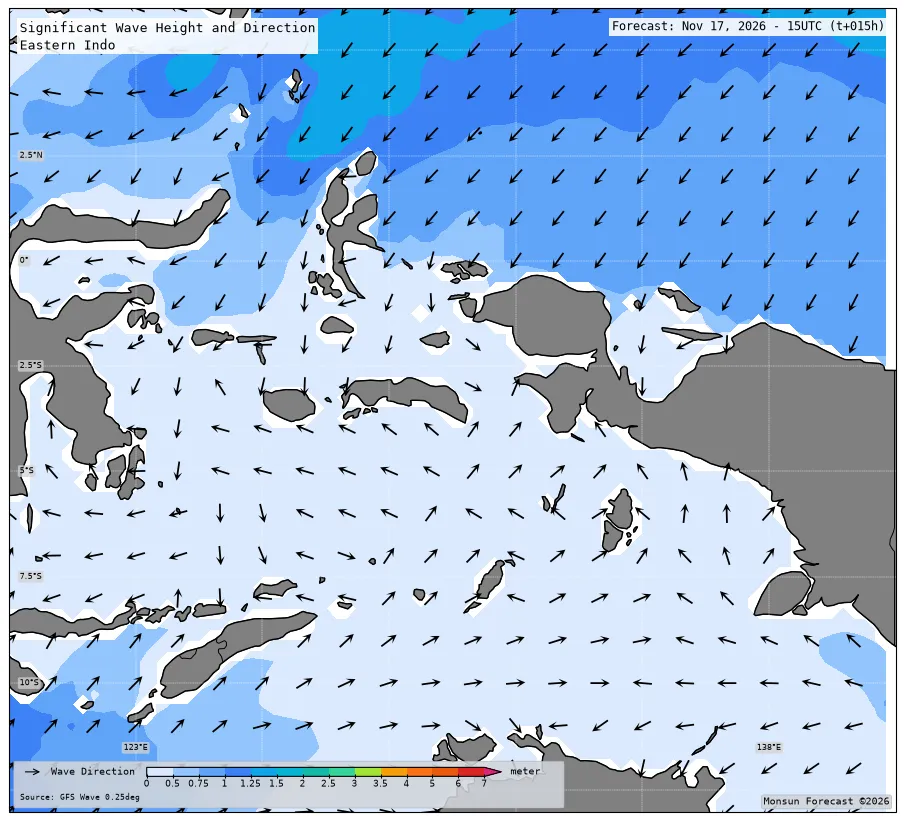 Significant Wave Height and Direction
Eastern Indo
Forecast: Nov 17, 2026 - 15UTC (t+015h)
2.5°N
0°
2.5°S
5°S
7.5°S
10°S
123°E
138°E
Wave Direction
meter
0 0.5 0.75 1 1.25 1.5 2 2.5 3 3.5 4 5 6 7
Source: GFS Wave 0.25deg
Monsun Forecast ©2026